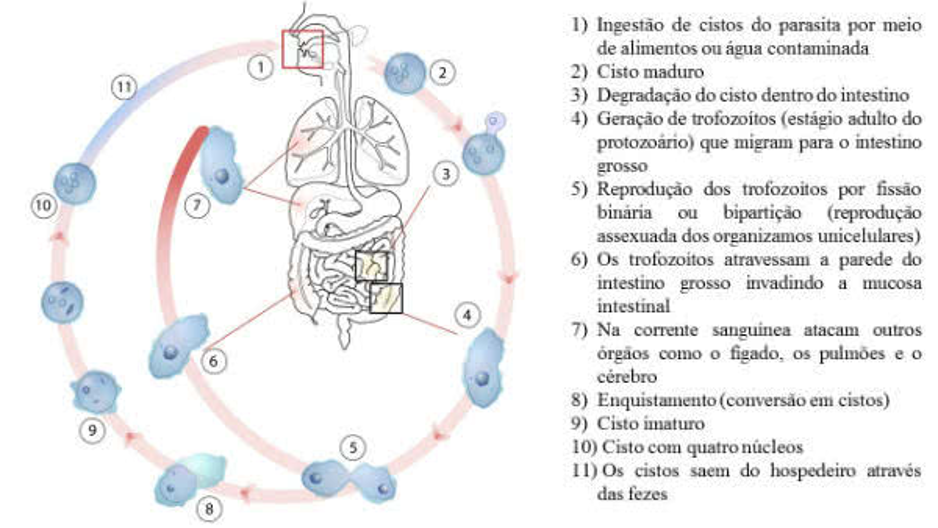 1
2
3
4
5
6
7
8
9
10
11
1) Ingestão de cistos do parasita por meio
de alimentos ou água contaminada
2) Cisto maduro
3) Degradação do cisto dentro do intestino
4) Geração de trofozoítos (estágio adulto do
protozoário) que migram para o intestino
grosso
5) Reprodução dos trofozoitos por fissão
binária ou bipartição (reprodução
assexuada dos organizamos unicelulares)
6) Os trofozoitos atravessam a parede do
intestino grosso invadindo a mucosa
intestinal
7) Na corrente sanguínea atacam outros
órgãos como o fígado, os pulmões e o
cérebro
8) Enquistamento (conversão em cistos)
9) Cisto imaturo
10) Cisto com quatro núcleos
11) Os cistos saem do hospedeiro através
das fezes